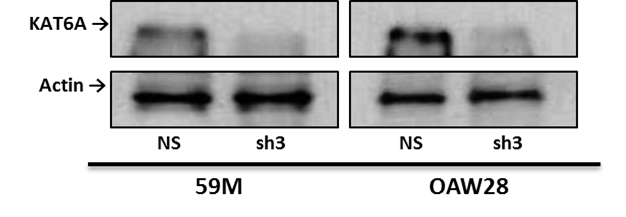 KAT6A →
Actin →
NS sh3 NS sh3
59M OAW28